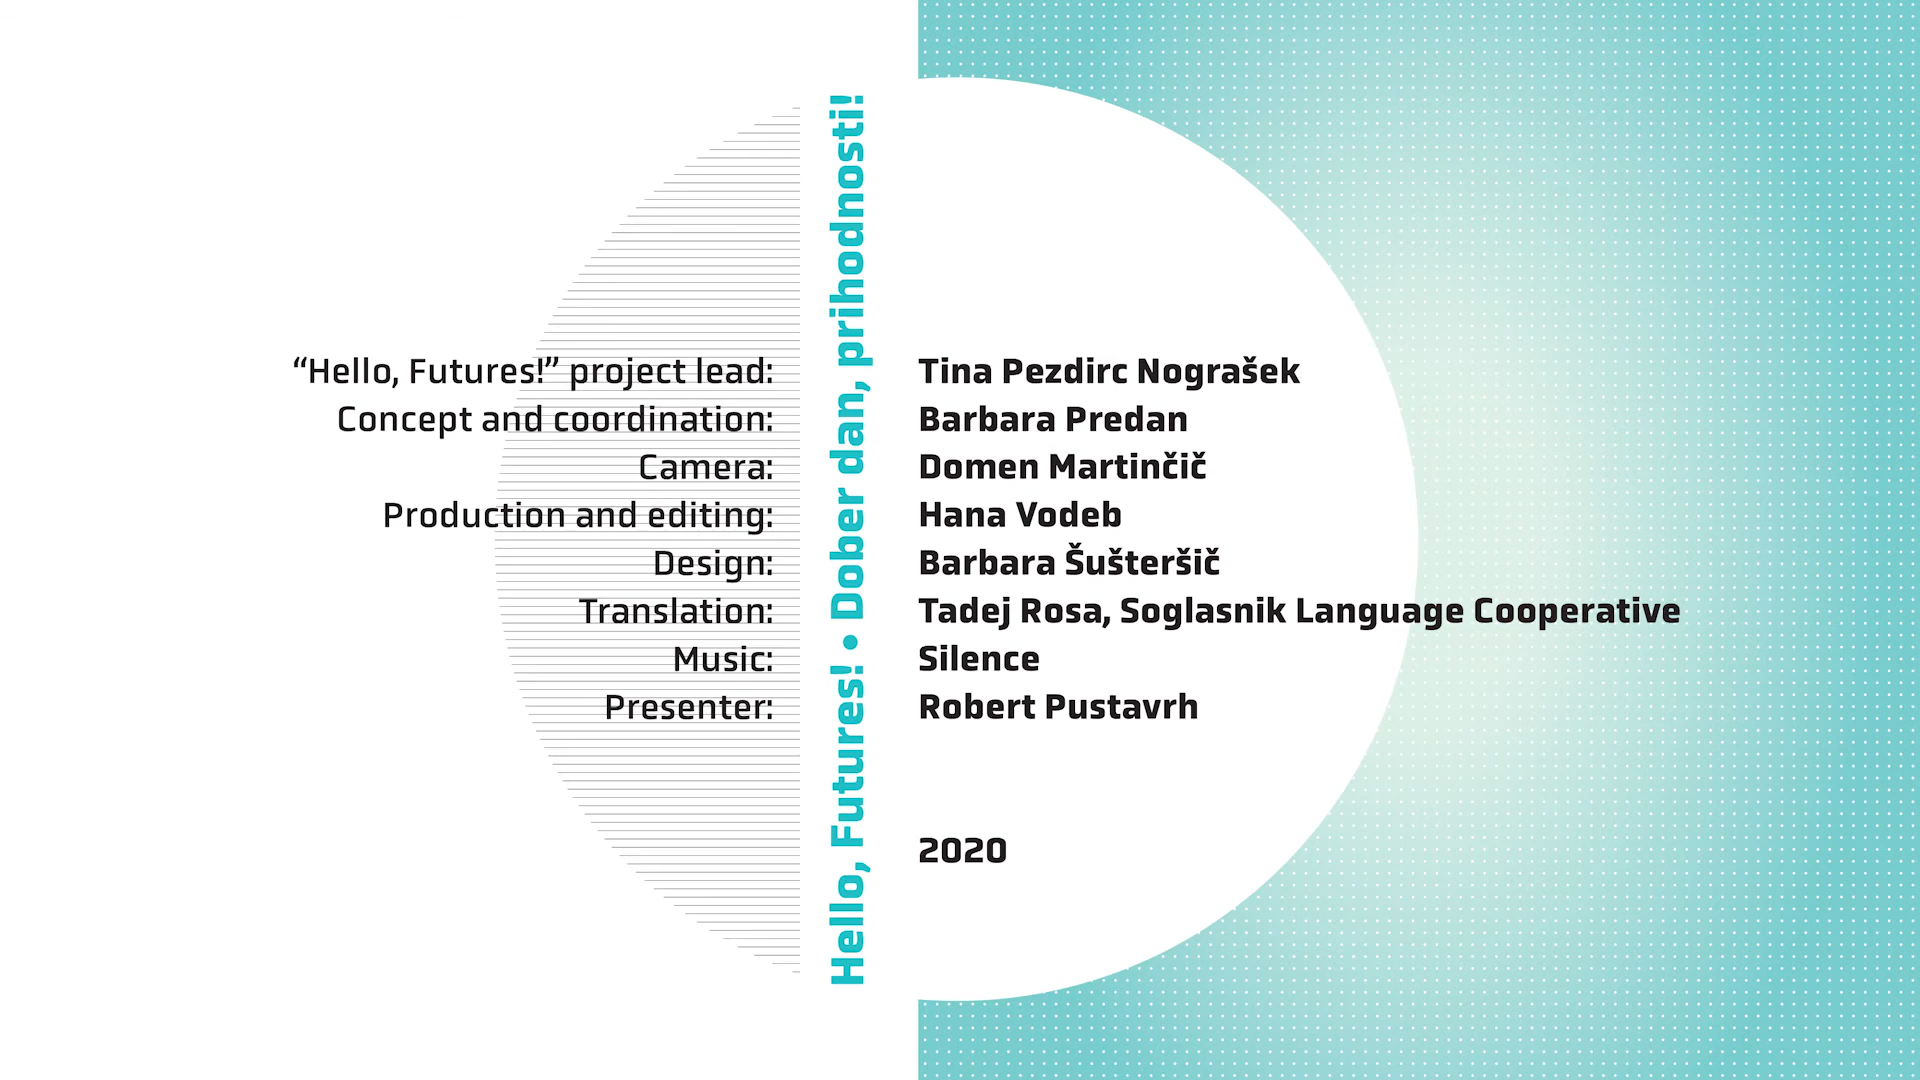 Hello, Futures! • Dober dan, prihodnosti!
“Hello, Futures!” project lead: Tina Pezdirc Nograšek
Concept and coordination: Barbara Predan
Camera: Domen Martinčič
Production and editing: Hana Vodeb
Design: Barbara Šušteršič
Translation: Tadej Rosa, Soglasnik Language Cooperative
Music: Silence
Presenter: Robert Pustavrh
2020